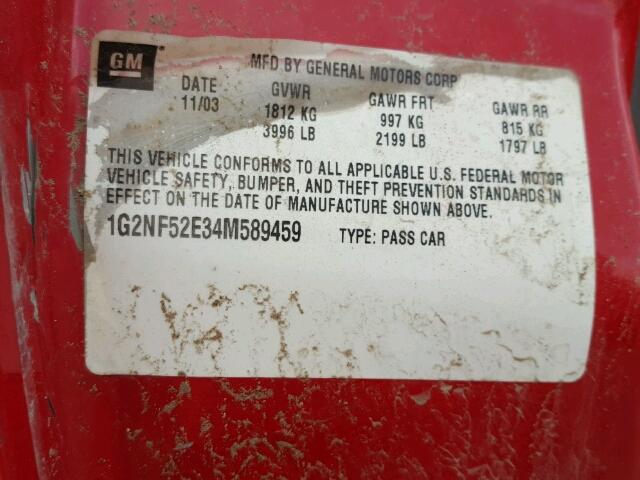 GM
MFD BY GENERAL MOTORS CORP
DATE GVWR GAWR FRT GAWR RR
11/03 1812 KG 997 KG 815 KG
3996 LB 2199 LB 1797 LB
THIS VEHICLE CONFORMS TO ALL APPLICABLE U.S. FEDERAL MOTOR
VEHICLE SAFETY, BUMPER, AND THEFT PREVENTION STANDARDS IN
EFFECT ON THE DATE OF MANUFACTURE SHOWN ABOVE.
1G2NF52E34M589459 TYPE: PASS CAR